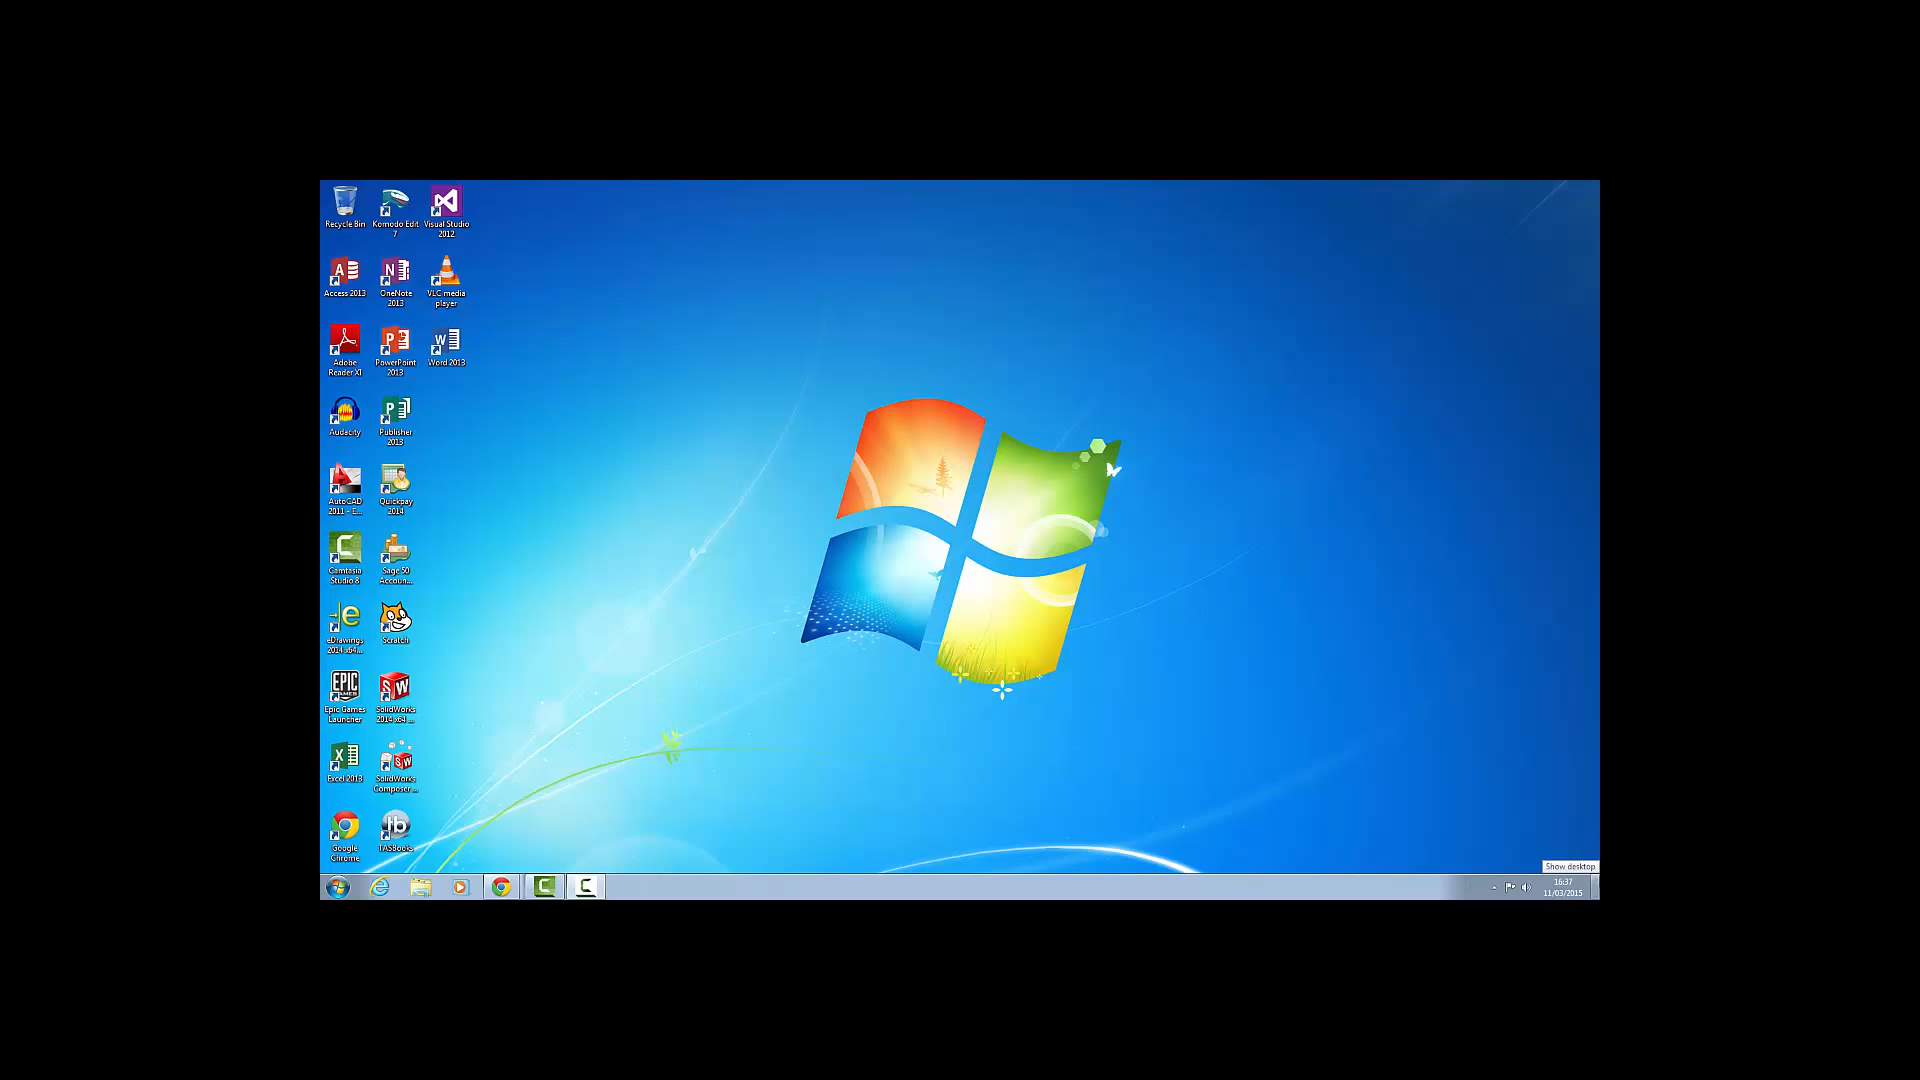 Recycle Bin
Komodo Edit
7
Visual Studio
2012
Access 2013
OneNote
2013
VLC media
player
Adobe
Reader XI
PowerPoint
2013
Word 2013
Audacity
Publisher
2013
AutoCAD
2011 - E...
Quickpay
2014
Camtasia
Studio 8
Sage 50
Accoun...
eDrawings
2014 x64...
Scratch
EPIC
GAMES
Epic Games
Launcher
SolidWorks
2014 x64 ...
Excel 2013
SolidWorks
Composer ...
Google
Chrome
TASBooks
Show desktop
16:37
11/03/2015